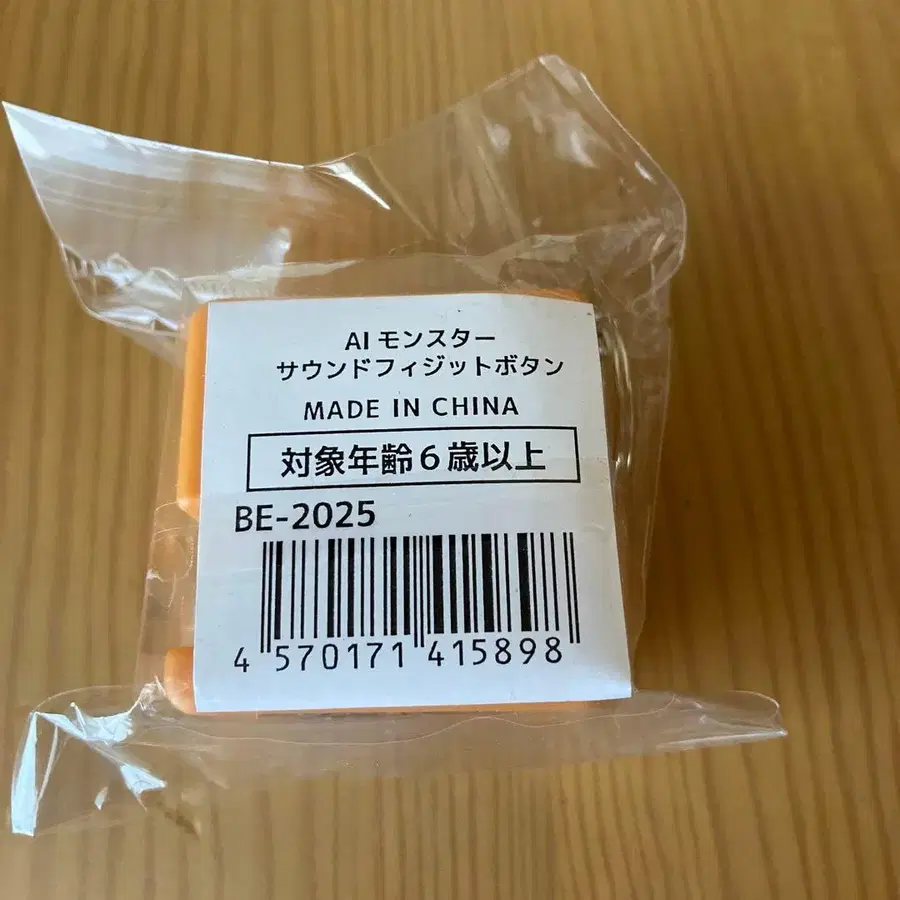 AI モンスター
サウンドフィジットボタン
MADE IN CHINA
対象年齢6歳以上
BE-2025
4 570171 415898